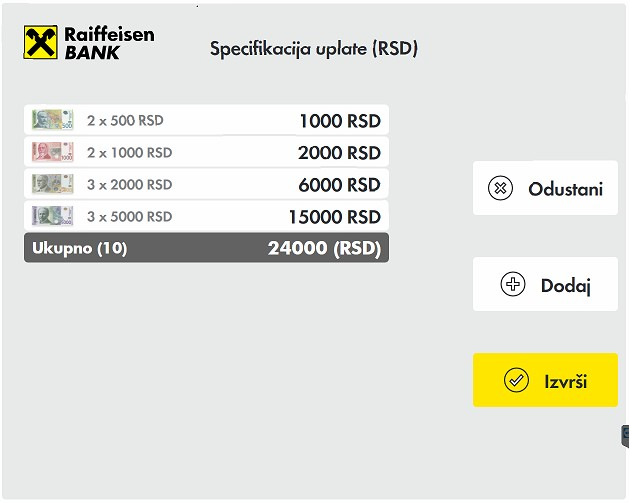 Raiffeisen
BANK
Specifikacija uplate (RSD)
2 x 500 RSD 1000 RSD
2 x 1000 RSD 2000 RSD
3 x 2000 RSD 6000 RSD
3 x 5000 RSD 15000 RSD
Ukupno (10) 24000 (RSD)
Odustani
Dodaj
Izvrši